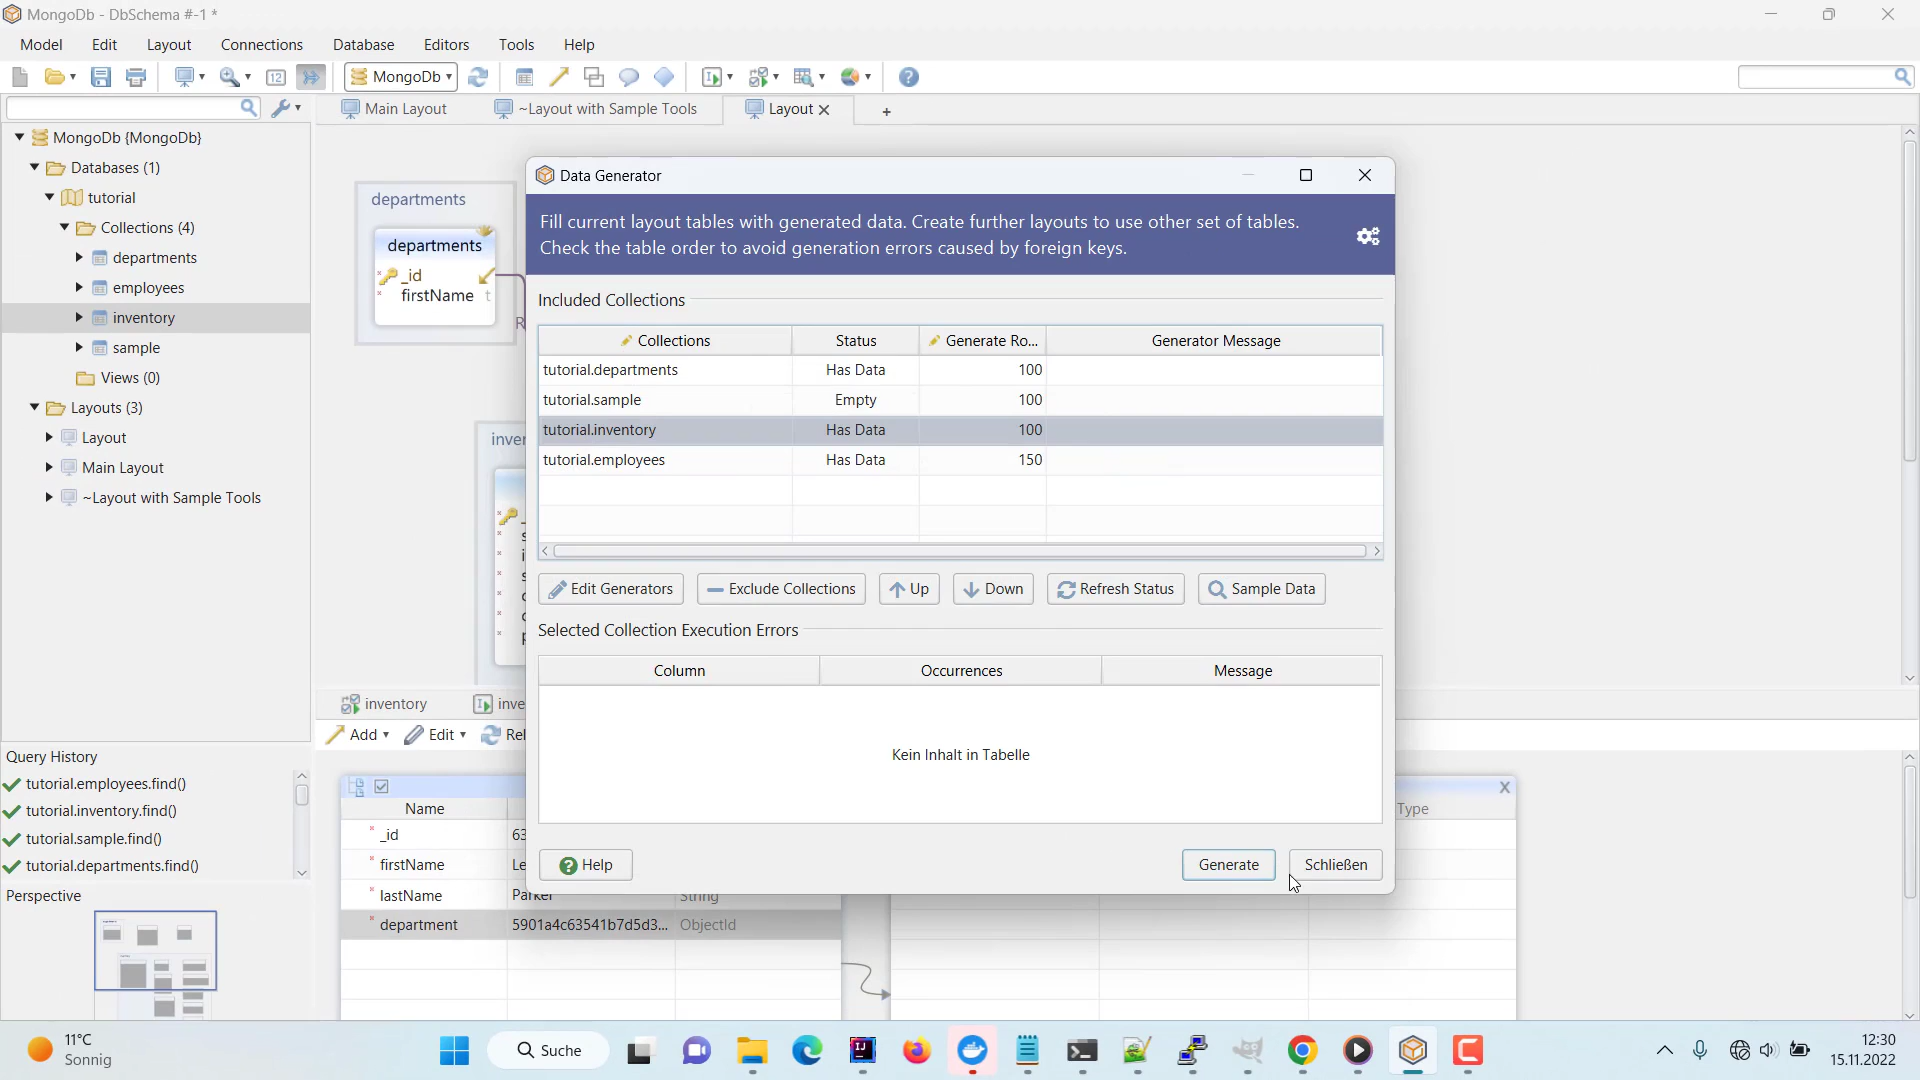 MongoDb - DbSchema #-1 *
Model Edit Layout Connections Database Editors Tools Help
12 MongoDb
Main Layout ~Layout with Sample Tools Layout +
MongoDb {MongoDb}
Databases (1)
tutorial
Collections (4)
departments
employees
inventory
sample
Views (0)
Layouts (3)
Layout
Main Layout
~Layout with Sample Tools
Query History
tutorial.employees.find()
tutorial.inventory.find()
tutorial.sample.find()
tutorial.departments.find()
Perspective
departments
departments
_id
firstName t
Data Generator
Fill current layout tables with generated data. Create further layouts to use other set of tables.
Check the table order to avoid generation errors caused by foreign keys.
Included Collections
Collections Status Generate Ro... Generator Message
tutorial.departments Has Data 100
tutorial.sample Empty 100
tutorial.inventory Has Data 100
tutorial.employees Has Data 150
Edit Generators Exclude Collections Up Down Refresh Status Sample Data
Selected Collection Execution Errors
Column Occurrences Message
Kein Inhalt in Tabelle
Help Generate Schließen
inventory
Add Edit
Name Type
_id 63
firstName Le
lastName Parker String
department 5901a4c63541b7d5d3... ObjectId
11°C
Sonnig
Suche
12:30
15.11.2022